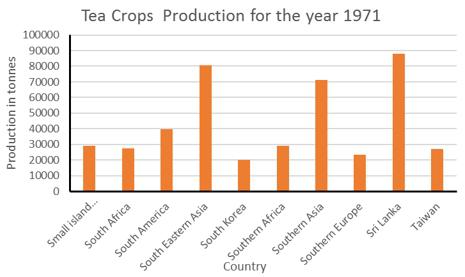 Tea Crops  Production for the year 1971
Production in tonnes
100000
90000
80000
70000
60000
50000
40000
30000
20000
10000
0
Small island...
South Africa
South America
South Eastern Asia
South Korea
Southern Africa
Southern Asia
Southern Europe
Sri Lanka
Taiwan
Country